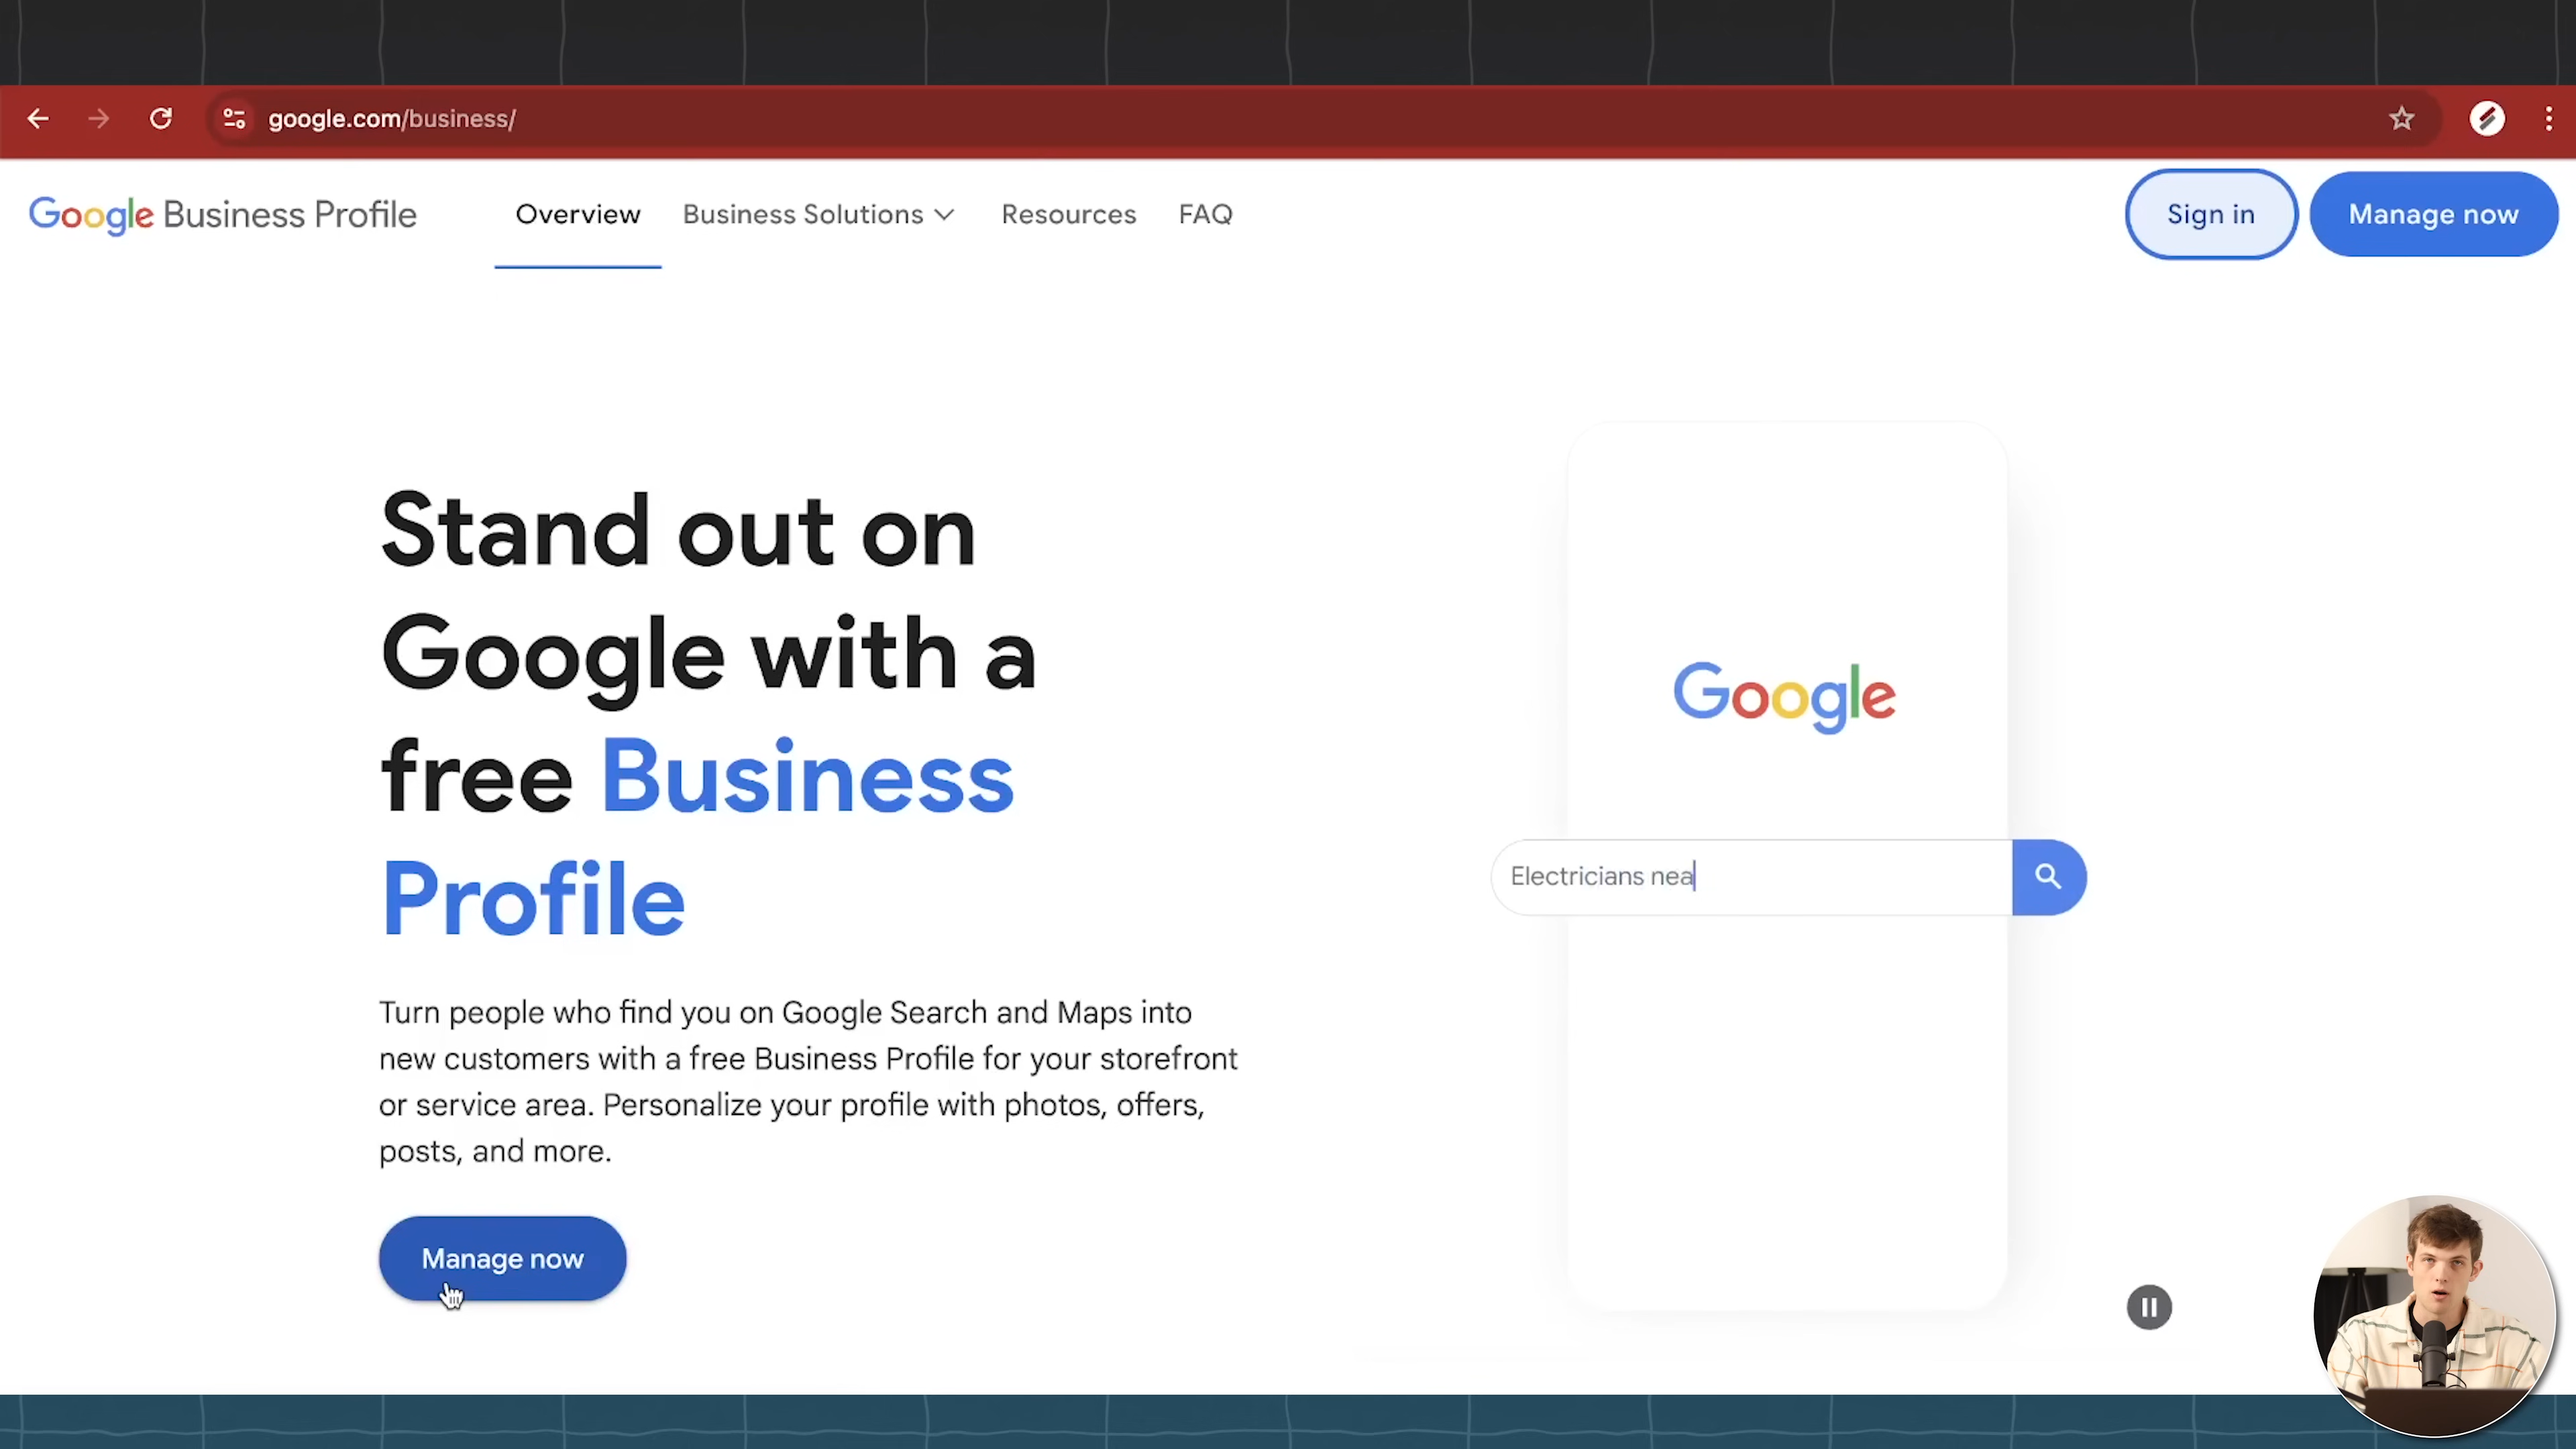 google.com/business/
Google Business Profile
Overview
Business Solutions
Resources
FAQ
Sign in
Manage now
Stand out on
Google with a
free Business
Profile
Turn people who find you on Google Search and Maps into
new customers with a free Business Profile for your storefront
or service area. Personalize your profile with photos, offers,
posts, and more.
Manage now
Google
Electricians nea